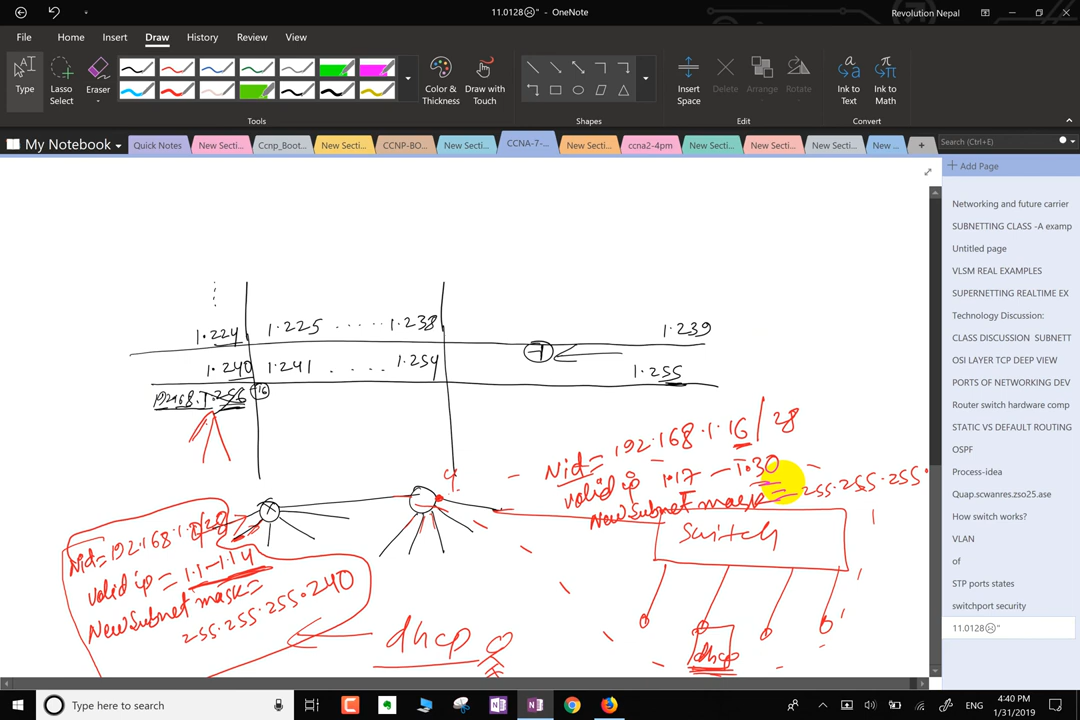 11.0128☹" - OneNote
Revolution Nepal
File Home Insert Draw History Review View
Type Lasso Select Eraser Color & Thickness Draw with Touch Insert Space Delete Arrange Rotate Ink to Text Ink to Math
Tools Shapes Edit Convert
My Notebook Quick Notes New Secti... Ccnp_Boot... New Secti... CCNP-BO... New Secti... CCNA-7-... New Secti... ccna2-4pm New Secti... New Secti... New Secti... New ... + Search (Ctrl+E)
Add Page
Networking and future carrier
SUBNETTING CLASS -A examp
Untitled page
VLSM REAL EXAMPLES
SUPERNETTING REALTIME EX
Technology Discussion:
CLASS DISCUSSION SUBNETT
OSI LAYER TCP DEEP VIEW
PORTS OF NETWORKING DEV
Router switch hardware comp
STATIC VS DEFAULT ROUTING
OSPF
Process-idea
Quap.scwanres.zso25.ase
How switch works?
VLAN
of
STP ports states
switchport security
11.0128☹"
1.224 1.225 ..... 1.238 1.239
1.240 1.241 ..... 1.254 1.255
192.168.1.256
-1
Nid = 192.168.1.16/28
valid ip 1.17 - 1.30
New Subnet mask = 255.255.255.
Switch
dhcp
Nid = 192.168.1.0/28
valid ip = 1.1-1.14
New Subnet mask =
255.255.255.240
dhcp
Type here to search
ENG
4:40 PM
1/31/2019